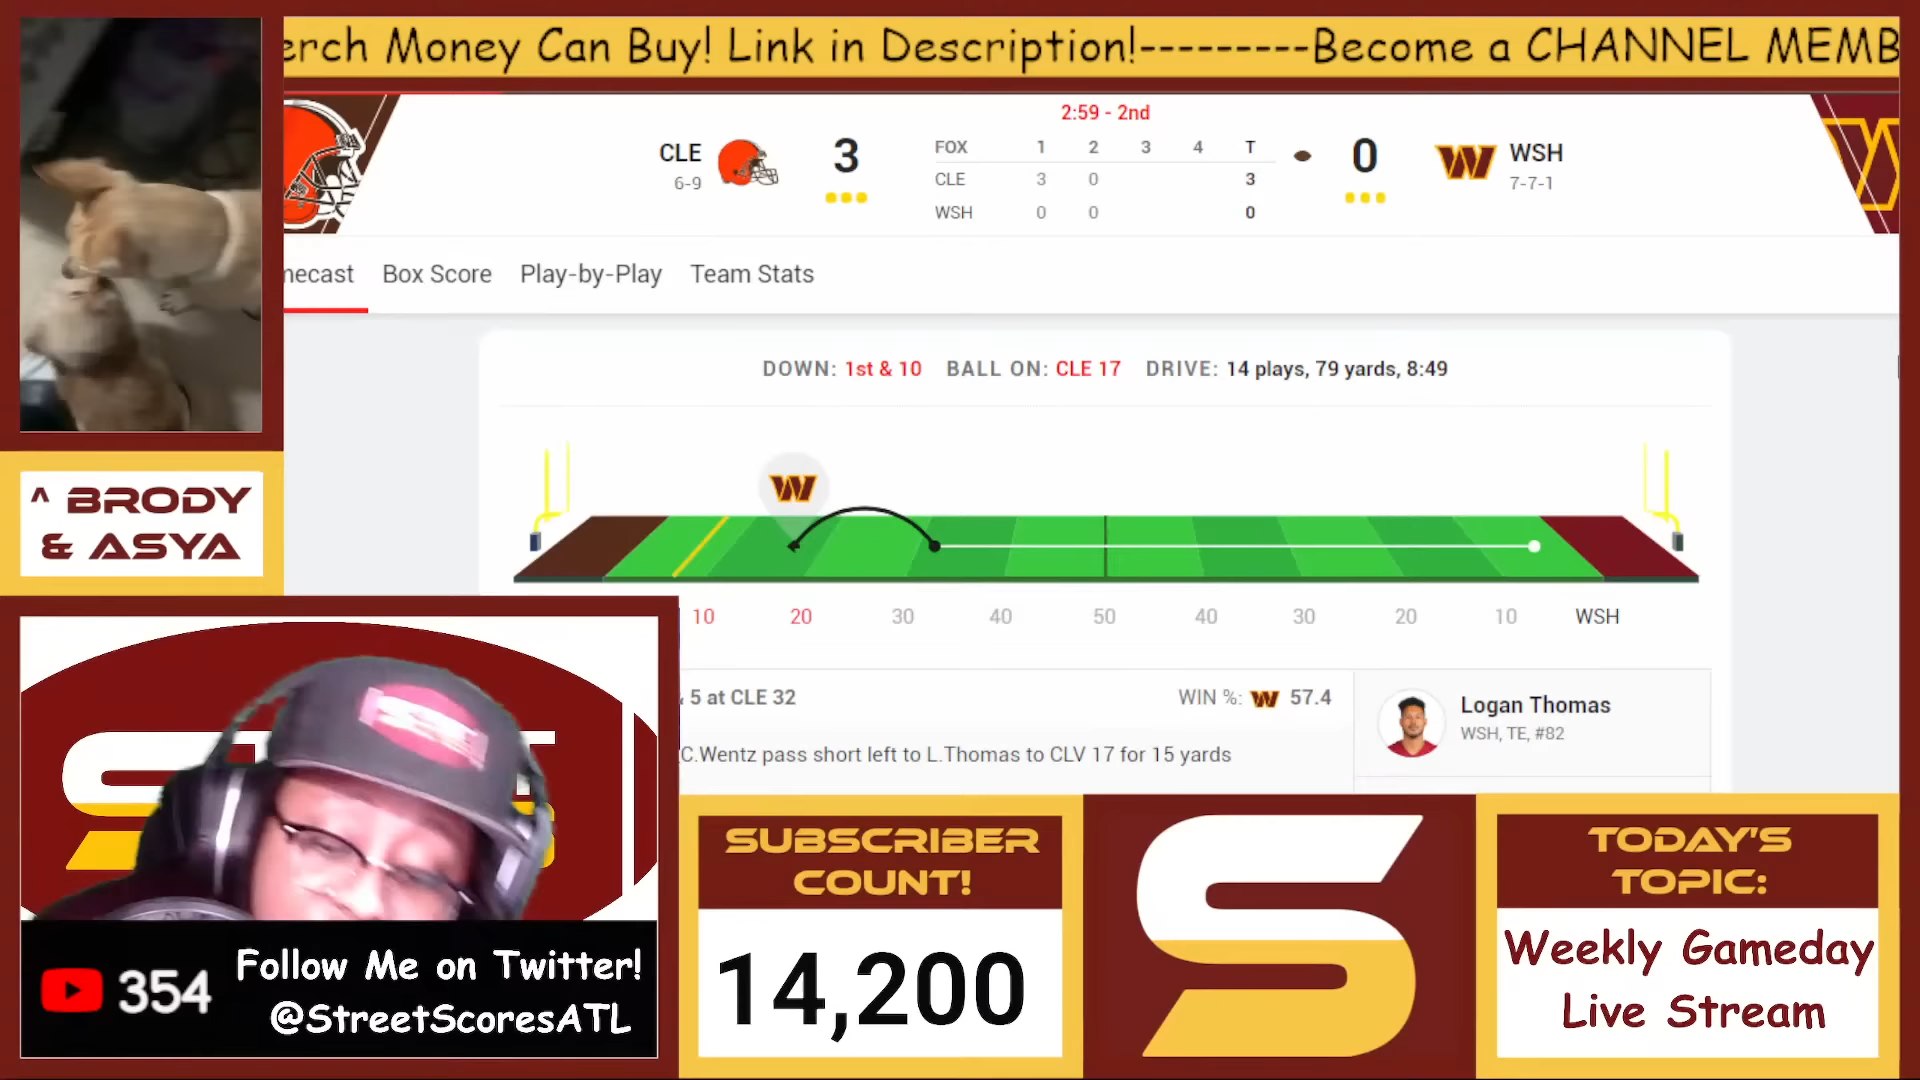 erch Money Can Buy! Link in Description!---------Become a CHANNEL MEMB
2:59 - 2nd
CLE
6-9
3
FOX 1 2 3 4 T
CLE 3 0 3
WSH 0 0 0
0
WSH
7-7-1
necast Box Score Play-by-Play Team Stats
DOWN: 1st & 10 BALL ON: CLE 17 DRIVE: 14 plays, 79 yards, 8:49
10 20 30 40 50 40 30 20 10 WSH
& 5 at CLE 32
WIN %: 57.4
C.Wentz pass short left to L.Thomas to CLV 17 for 15 yards
Logan Thomas
WSH, TE, #82
^ BRODY
& ASYA
354
Follow Me on Twitter!
@StreetScoresATL
SUBSCRIBER
COUNT!
14,200
TODAY'S
TOPIC:
Weekly Gameday
Live Stream